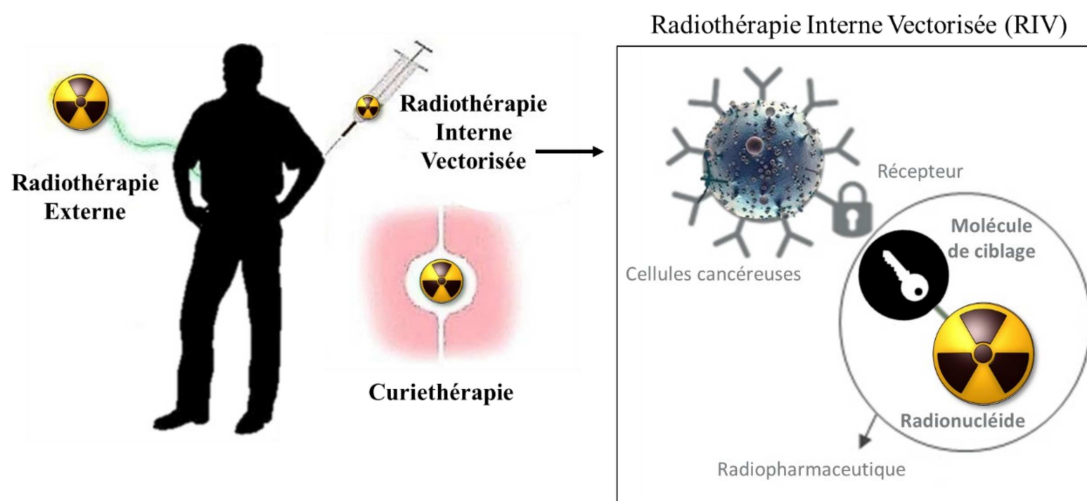 Radiothérapie Interne Vectorisée (RIV)
Radiothérapie
Externe
Radiothérapie
Interne
Vectorisée
Curiethérapie
Récepteur
Cellules cancéreuses
Molécule
de ciblage
Radionucléide
Radiopharmaceutique